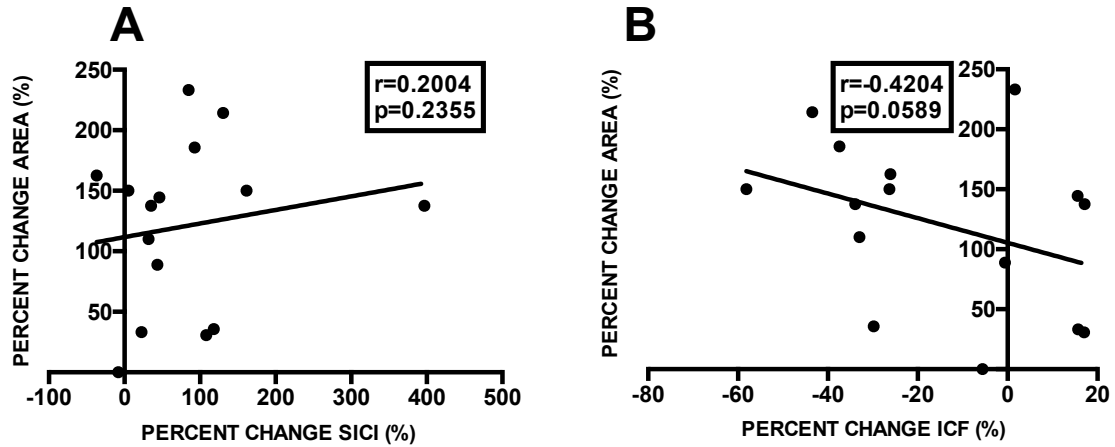 A
PERCENT CHANGE AREA (%)
250
200
150
100
50
r=0.2004
p=0.2355
-100 0 100 200 300 400 500
PERCENT CHANGE SICI (%)
B
PERCENT CHANGE AREA (%)
250
200
150
100
50
r=-0.4204
p=0.0589
-80 -60 -40 -20 0 20
PERCENT CHANGE ICF (%)